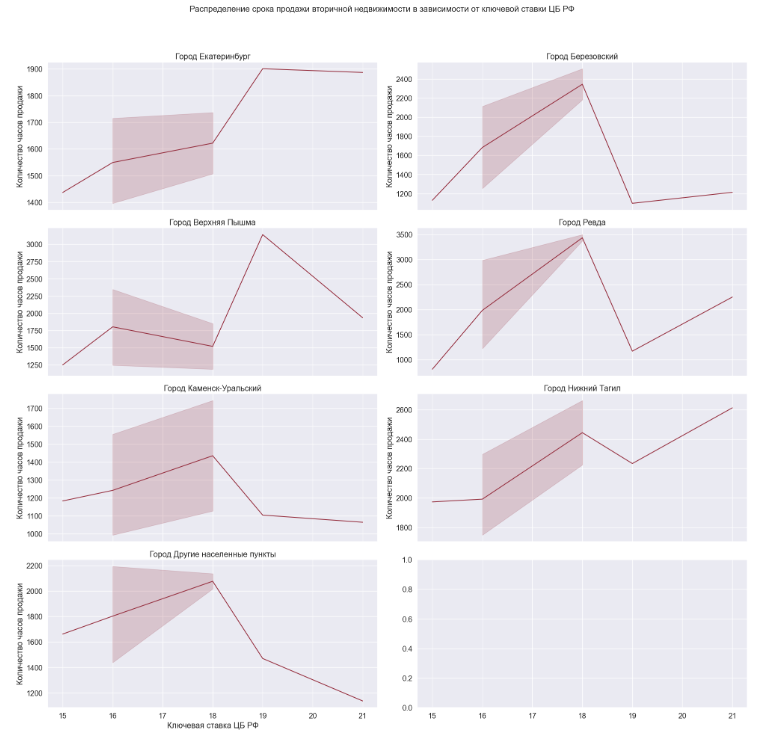 Распределение срока продажи вторичной недвижимости в зависимости от ключевой ставки ЦБ РФ
Город Екатеринбург
Количество часов продажи
1900
1800
1700
1600
1500
1400
Город Березовский
Количество часов продажи
2400
2200
2000
1800
1600
1400
1200
Город Верхняя Пышма
Количество часов продажи
3000
2750
2500
2250
2000
1750
1500
1250
Город Ревда
Количество часов продажи
3500
3000
2500
2000
1500
1000
Город Каменск-Уральский
Количество часов продажи
1700
1600
1500
1400
1300
1200
1100
1000
Город Нижний Тагил
Количество часов продажи
2600
2400
2200
2000
1800
Город Другие населенные пункты
Количество часов продажи
2200
2000
1800
1600
1400
1200
15 16 17 18 19 20 21
Ключевая ставка ЦБ РФ
1.0
0.8
0.6
0.4
0.2
0.0
15 16 17 18 19 20 21